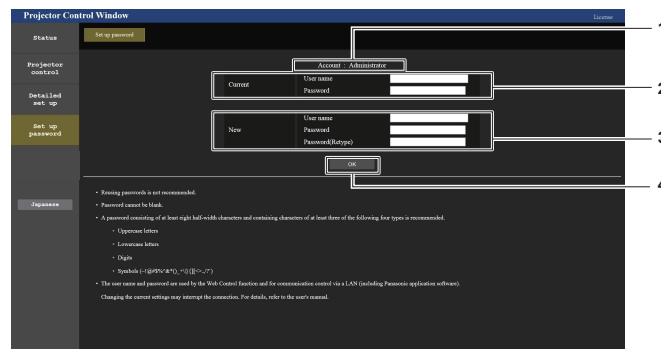 Projector Control Window
License
Status
Set up password
1
Projector
control
Account : Administrator
Current
User name
Password
2
Detailed
set up
Set up
password
New
User name
Password
Password(Retype)
3
OK
4
Japanese
• Reusing passwords is not recommended.
• Password cannot be blank.
• A password consisting of at least eight half-width characters and containing characters of at least three of the following four types is recommended.
• Uppercase letters
• Lowercase letters
• Digits
• Symbols
• The user name and password are used by the Web Control function and for communication control via a LAN (including Panasonic application software).
Changing the current settings may interrupt the connection. For details, refer to the user's manual.